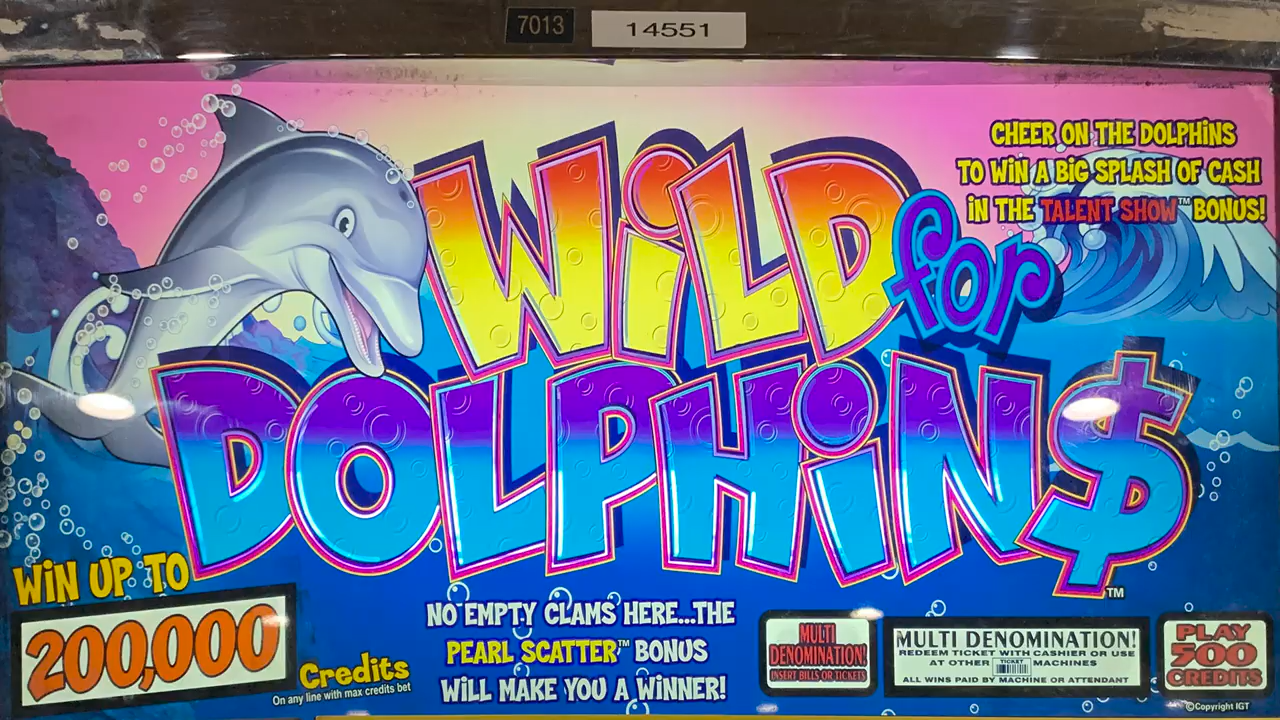 7013
14551
CHEER ON THE DOLPHiNS
TO WiN A BiG SPLASH OF CASH
iN THE TALENT SHOW™ BONUS!
WiLD for
DOLPHiN$™
WiN UP TO
200,000
Credits
On any line with max credits bet
NO EMPTY CLAMS HERE...THE
PEARL SCATTER™ BONUS
WiLL MAKE YOU A WiNNER!
MULTI
DENOMINATION!
INSERT BILLS OR TICKETS
MULTI DENOMINATION!
REDEEM TICKET WITH CASHIER OR USE
AT OTHER TICKET MACHINES
ALL WINS PAID BY MACHINE OR ATTENDANT
PLAY
500
CREDITS
©Copyright IGT